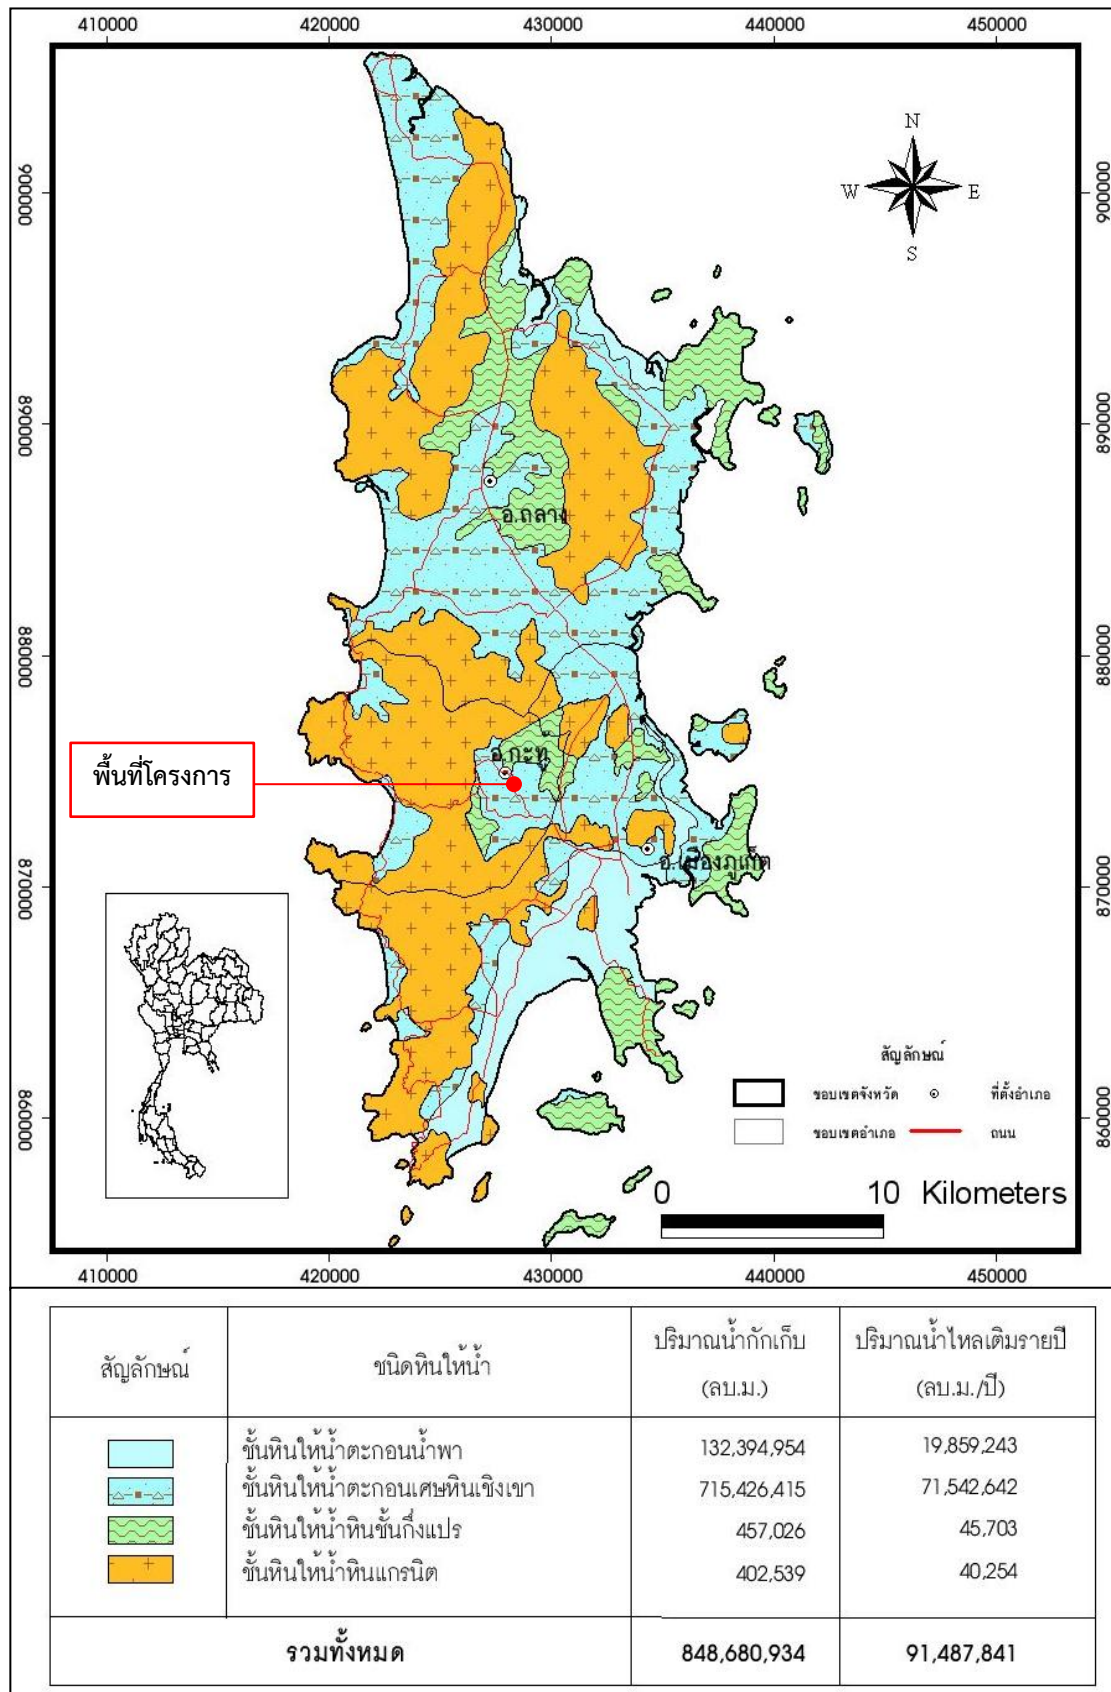 410000 420000 430000 440000 450000
N
W E
S
900000 900000
890000 890000
880000 880000
870000 870000
860000 860000
อ.ถลาง
อ.กะทู้
พื้นที่โครงการ
อ.เมืองภูเก็ต
สัญลักษณ์
ขอบเขตจังหวัด ที่ตั้งอำเภอ
ขอบเขตอำเภอ ถนน
0 10 Kilometers
410000 420000 430000 440000 450000
สัญลักษณ์ ชนิดหินให้น้ำ ปริมาณน้ำกักเก็บ ปริมาณน้ำไหลเติมรายปี
(ลบ.ม.) (ลบ.ม./ปี)
ชั้นหินให้น้ำตะกอนน้ำพา 132,394,954 19,859,243
ชั้นหินให้น้ำตะกอนเศษหินเชิงเขา 715,426,415 71,542,642
ชั้นหินให้น้ำหินชั้นกึ่งแปร 457,026 45,703
ชั้นหินให้น้ำหินแกรนิต 402,539 40,254
รวมทั้งหมด 848,680,934 91,487,841